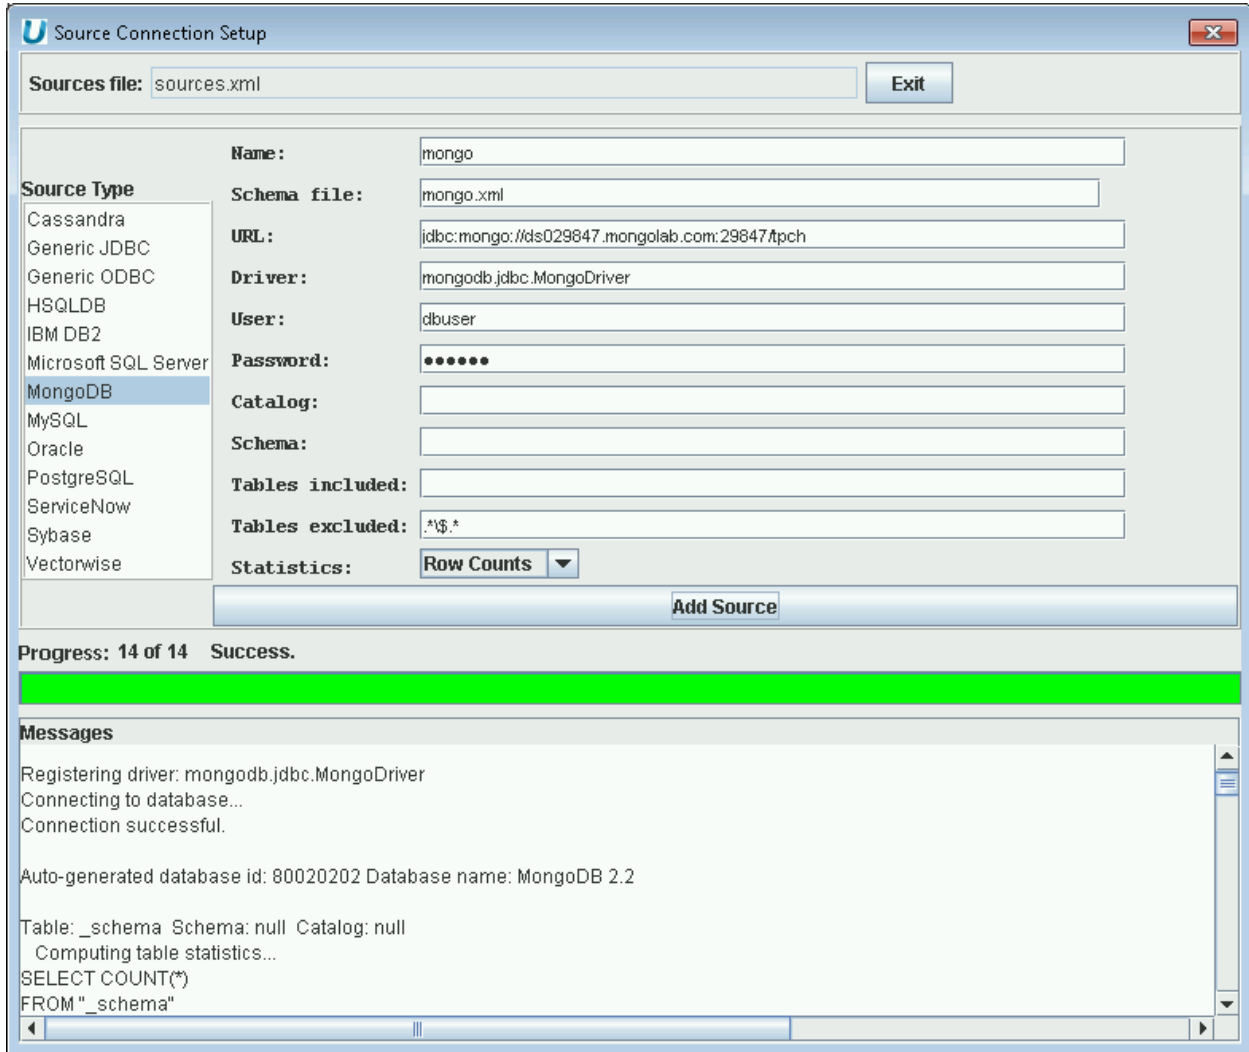 Source Connection Setup
Sources file: sources.xml Exit
Name: mongo
Source Type
Schema file: mongo.xml
Cassandra
URL: jdbc:mongo://ds029847.mongolab.com:29847/tpch
Generic JDBC
Generic ODBC
Driver: mongodb.jdbc.MongoDriver
HSQLDB
User: dbuser
IBM DB2
Microsoft SQL Server
Password: ●●●●●●
MongoDB
Catalog:
MySQL
Oracle
Schema:
PostgreSQL
Tables included:
ServiceNow
Sybase
Tables excluded: .*\$.*
Vectorwise
Statistics: Row Counts
Add Source
Progress: 14 of 14 Success.
Messages
Registering driver: mongodb.jdbc.MongoDriver
Connecting to database...
Connection successful.
Auto-generated database id: 80020202 Database name: MongoDB 2.2
Table: _schema Schema: null Catalog: null
Computing table statistics...
SELECT COUNT(*)
FROM "_schema"